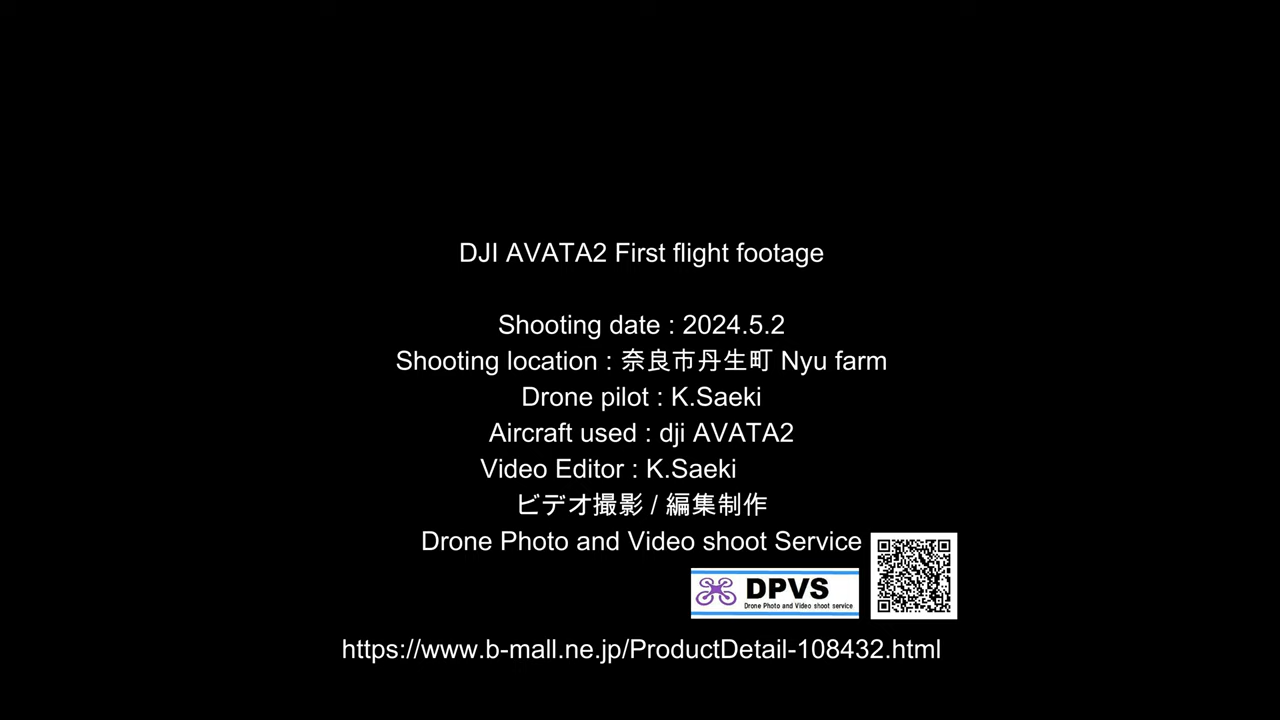 DJI AVATA2 First flight footage
Shooting date : 2024.5.2
Shooting location : 奈良市丹生町 Nyu farm
Drone pilot : K.Saeki
Aircraft used : dji AVATA2
Video Editor : K.Saeki
ビデオ撮影 / 編集制作
Drone Photo and Video shoot Service
DPVS
Drone Photo and Video shoot service
https://www.b-mall.ne.jp/ProductDetail-108432.html